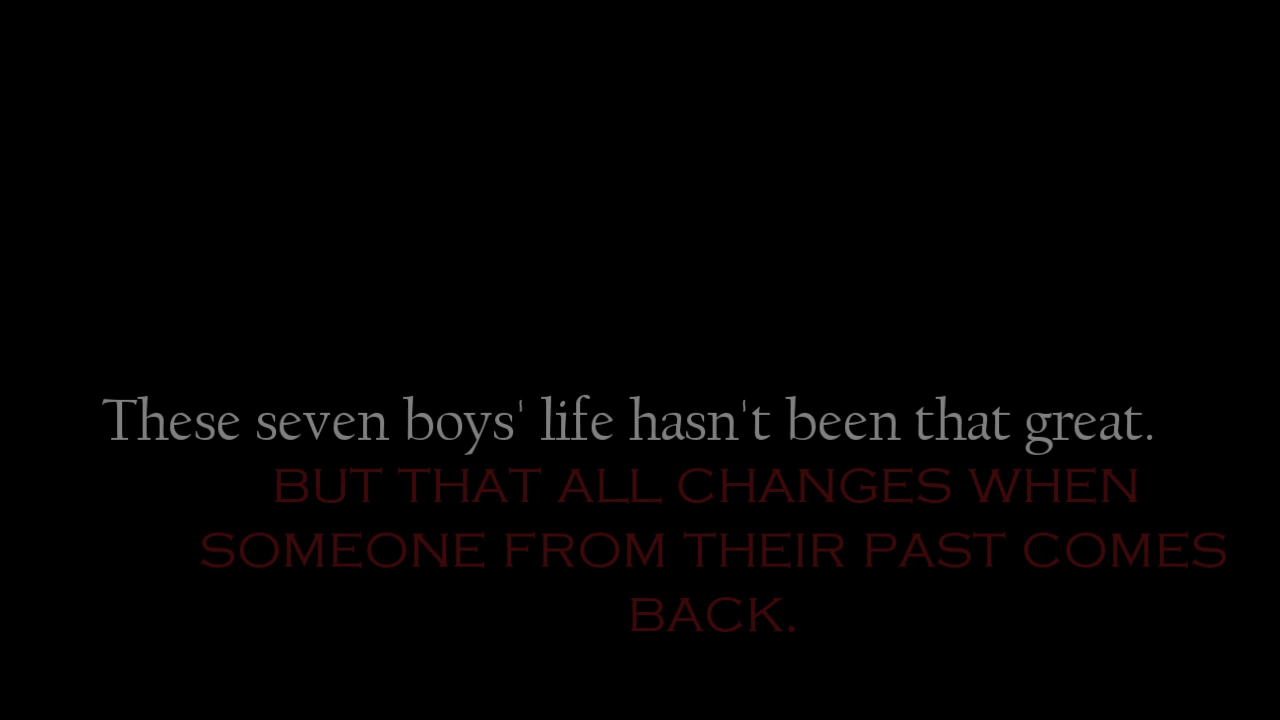 These seven boys' life hasn't been that great.
BUT THAT ALL CHANGES WHEN
SOMEONE FROM THEIR PAST COMES
BACK.